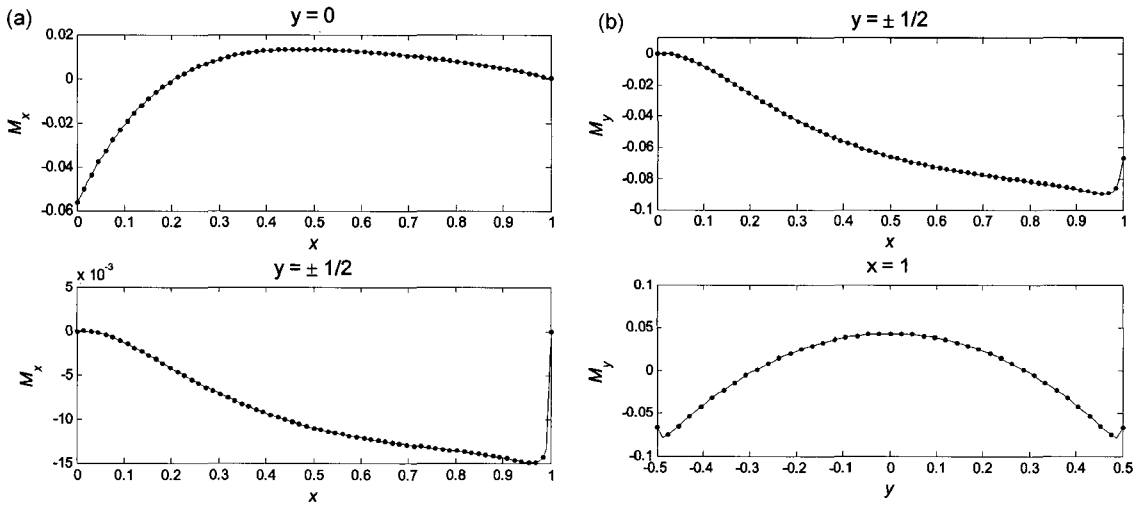 (a)
y = 0
0.02
0
-0.02
-0.04
-0.06
M_x
0 0.1 0.2 0.3 0.4 0.5 0.6 0.7 0.8 0.9 1
x
x 10⁻³
y = ± 1/2
5
0
-5
-10
-15
M_x
0 0.1 0.2 0.3 0.4 0.5 0.6 0.7 0.8 0.9 1
x
(b)
y = ± 1/2
0
-0.02
-0.04
-0.06
-0.08
-0.1
M_y
0 0.1 0.2 0.3 0.4 0.5 0.6 0.7 0.8 0.9 1
x
x = 1
0.1
0.05
0
-0.05
-0.1
M_y
-0.5 -0.4 -0.3 -0.2 -0.1 0 0.1 0.2 0.3 0.4 0.5
y